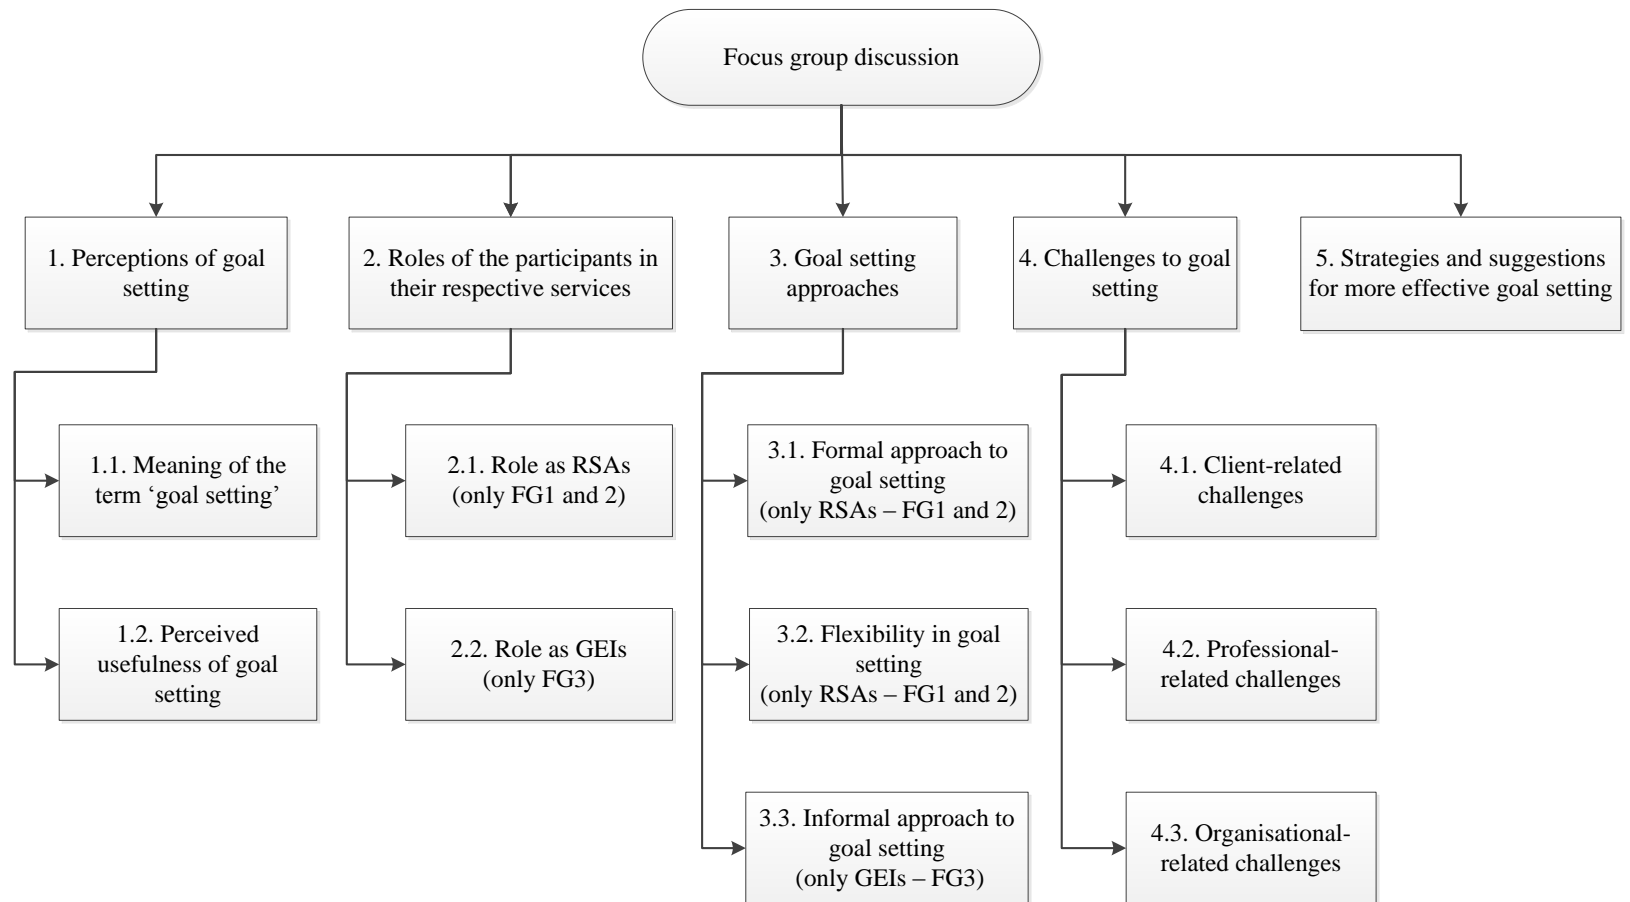 Focus group discussion
1. Perceptions of goal
setting
2. Roles of the participants in
their respective services
3. Goal setting
approaches
4. Challenges to goal
setting
5. Strategies and suggestions
for more effective goal setting
1.1. Meaning of the
term ‘goal setting’
1.2. Perceived
usefulness of goal
setting
2.1. Role as RSAs
(only FG1 and 2)
2.2. Role as GEIs
(only FG3)
3.1. Formal approach to
goal setting
(only RSAs – FG1 and 2)
3.2. Flexibility in goal
setting
(only RSAs – FG1 and 2)
3.3. Informal approach to
goal setting
(only GEIs – FG3)
4.1. Client-related
challenges
4.2. Professional-
related challenges
4.3. Organisational-
related challenges